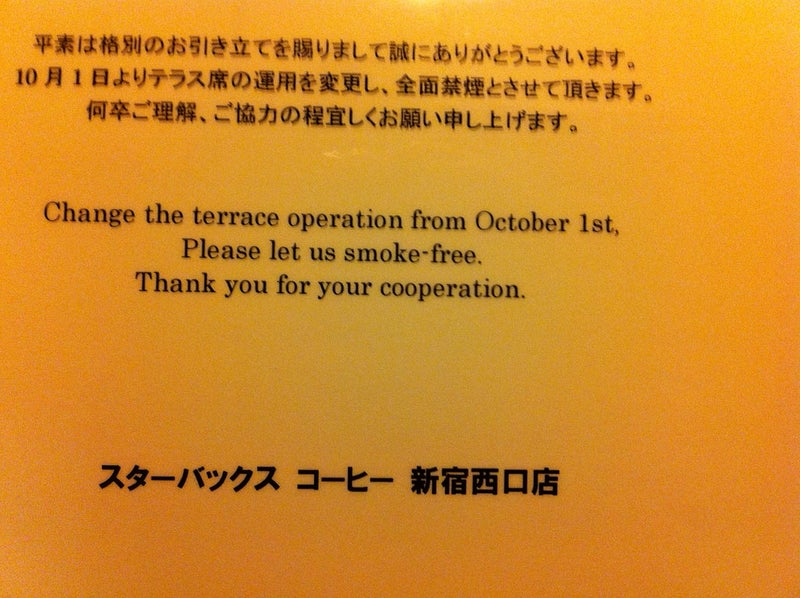 平素は格別のお引き立てを賜りまして誠にありがとうございます。
10月1日よりテラス席の運用を変更し、全面禁煙とさせて頂きます。
何卒ご理解、ご協力の程宜しくお願い申し上げます。
Change the terrace operation from October 1st,
Please let us smoke-free.
Thank you for your cooperation.
スターバックス コーヒー 新宿西口店